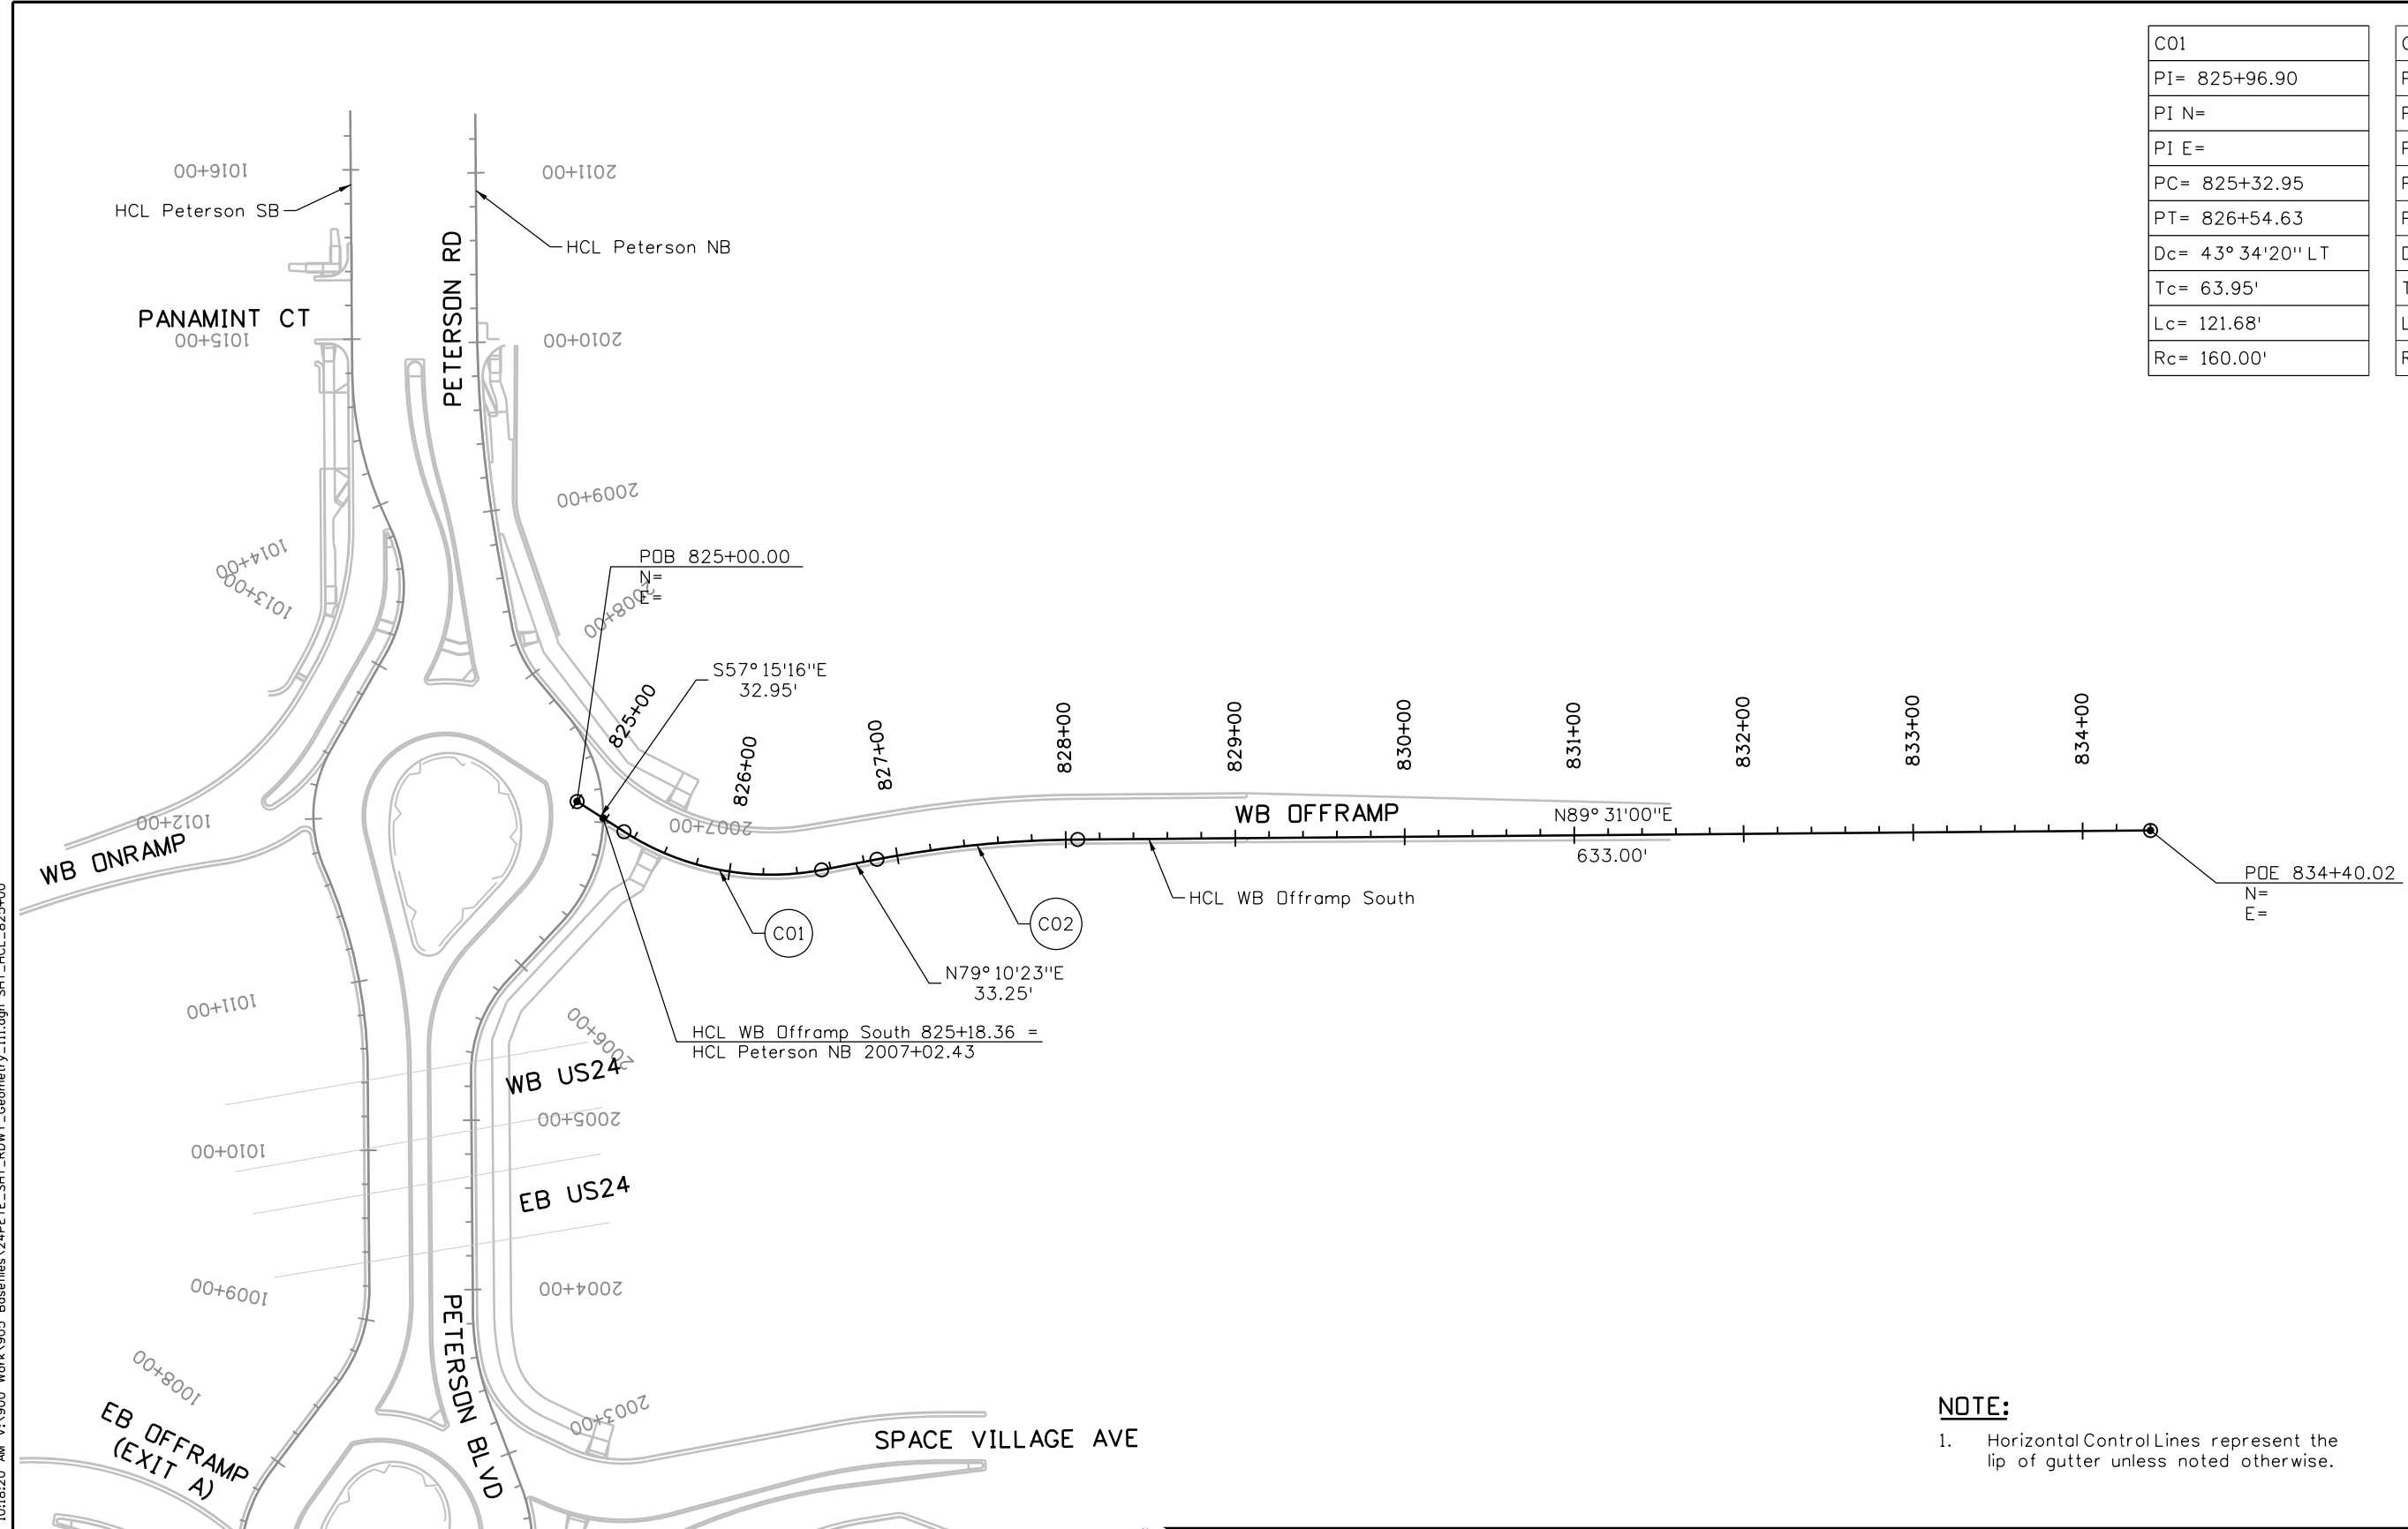 C01
PI= 825+96.90
PI N=
PI E=
PC= 825+32.95
PT= 826+54.63
Dc= 43° 34'20" LT
Tc= 63.95'
Lc= 121.68'
Rc= 160.00'
1016+00
2011+00
HCL Peterson SB
HCL Peterson NB
PETERSON RD
PANAMINT CT
1015+00
2010+00
2009+00
1014+00
1013+00
POB 825+00.00
N=
E=
2008+00
S57° 15'16"E
32.95'
825+00
826+00
827+00
828+00
829+00
830+00
831+00
832+00
833+00
834+00
1012+00
2007+00
WB ONRAMP
WB OFFRAMP
N89° 31'00"E
633.00'
POE 834+40.02
N=
E=
HCL WB Offramp South
C01
C02
N79° 10'23"E
33.25'
1011+00
2006+00
HCL WB Offramp South 825+18.36 =
HCL Peterson NB 2007+02.43
WB US24
2005+00
1010+00
EB US24
1009+00
2004+00
PETERSON BLVD
1008+00
2003+00
EB OFFRAMP
(EXIT A)
SPACE VILLAGE AVE
NOTE:
1. Horizontal Control Lines represent the
lip of gutter unless noted otherwise.